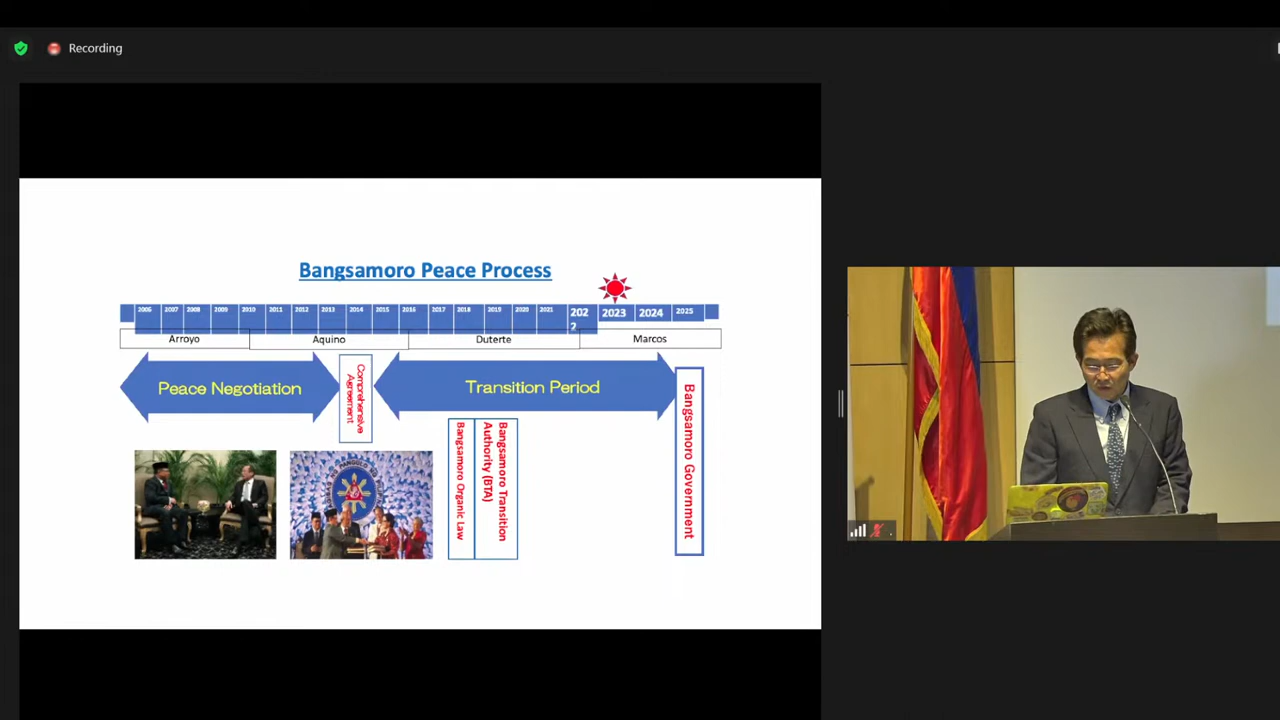 Recording
Bangsamoro Peace Process
2006 2007 2008 2009 2010 2011 2012 2013 2014 2015 2016 2017 2018 2019 2020 2021 202
2 2023 2024 2025
Arroyo Aquino Duterte Marcos
Peace Negotiation
Comprehensive
Agreement
Transition Period
Bangsamoro Organic Law
Bangsamoro Transition
Authority (BTA)
Bangsamoro Government